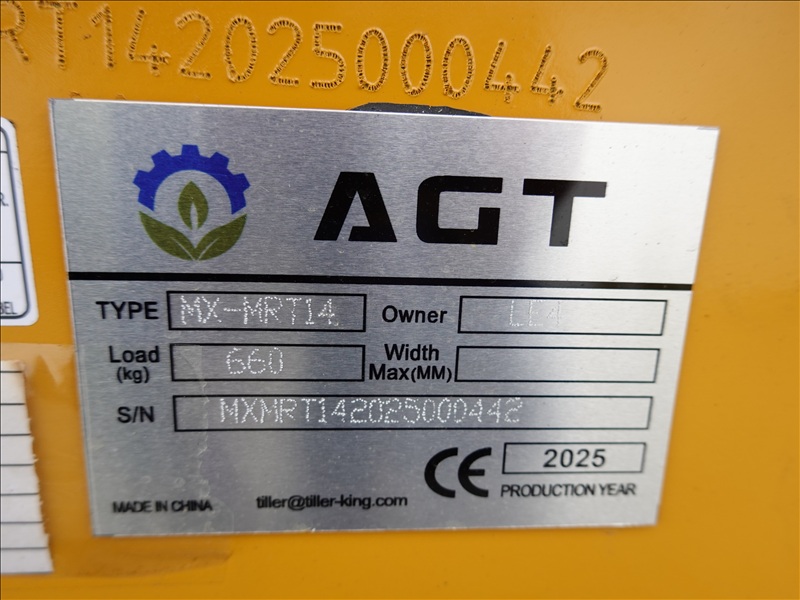 RT142025000442
AGT
TYPE MX-MRT14 Owner
Load (kg) 660 Width Max(MM)
S/N MXMRT142025000442
CE 2025
PRODUCTION YEAR
MADE IN CHINA tiller@tiller-king.com